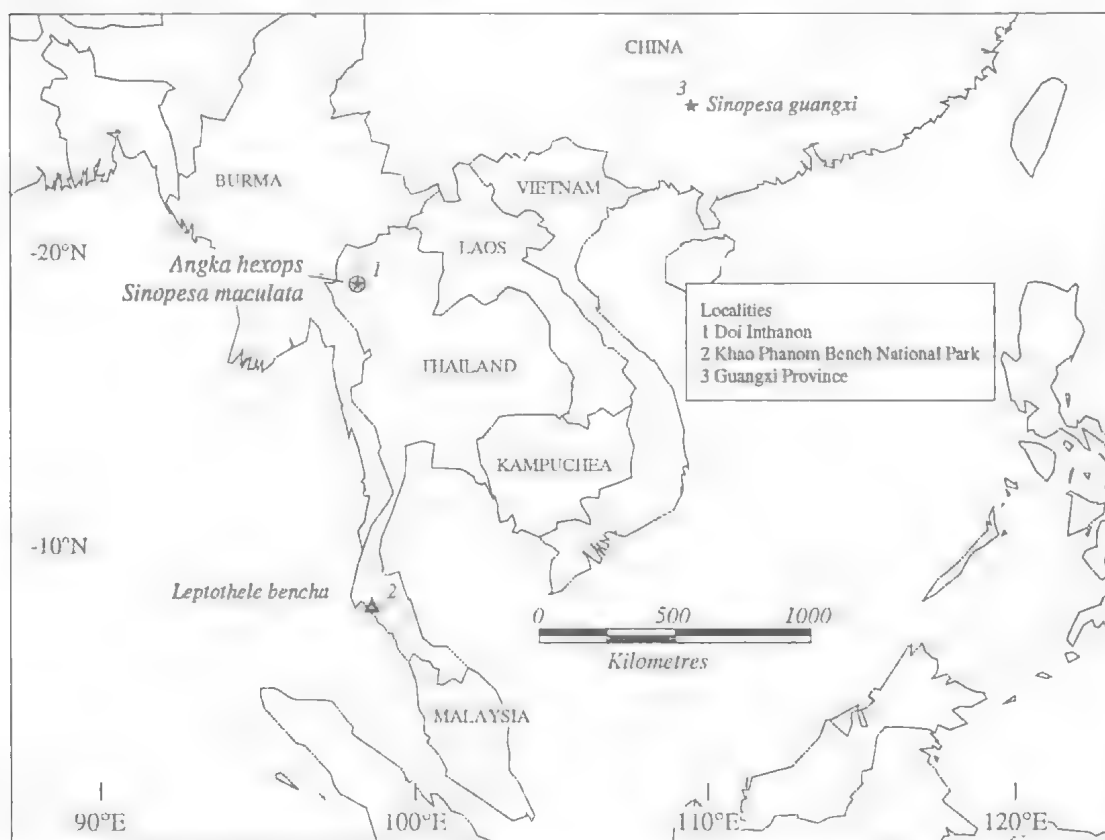 CHINA
3
Sinopesa guangxi
BURMA
VIETNAM
LAOS
-20°N
Angka hexops
1
Sinopesa maculata
Localities
1 Doi Inthanon
2 Khao Phanom Bench National Park
3 Guangxi Province
THAILAND
KAMPUCHEA
-10°N
Leptothele bencha
2
0 500 1000
Kilometres
MALAYSIA
90°E 100°E 110°E 120°E